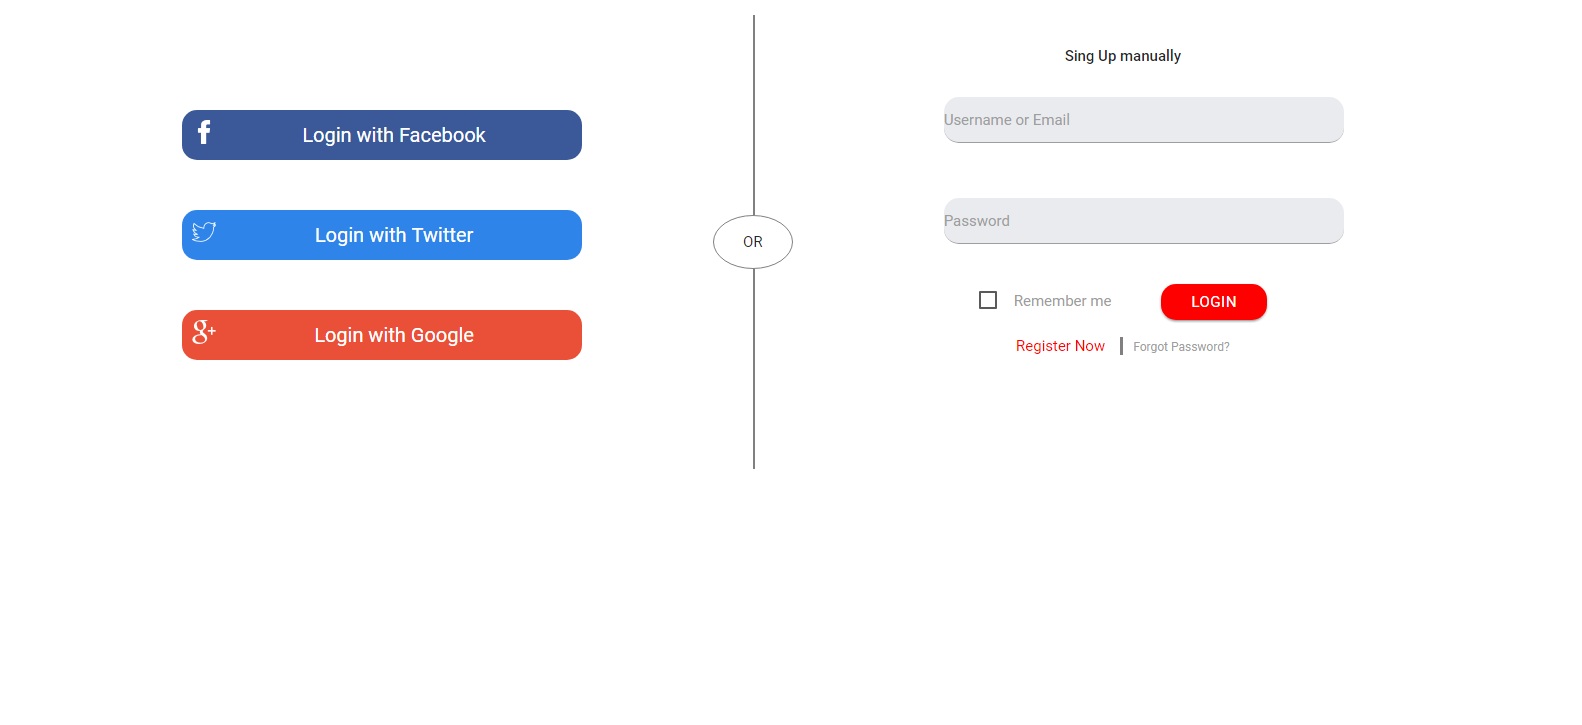 Login with Facebook
Login with Twitter
g+ Login with Google
OR
Sing Up manually
Username or Email
Password
Remember me
LOGIN
Register Now
Forgot Password?